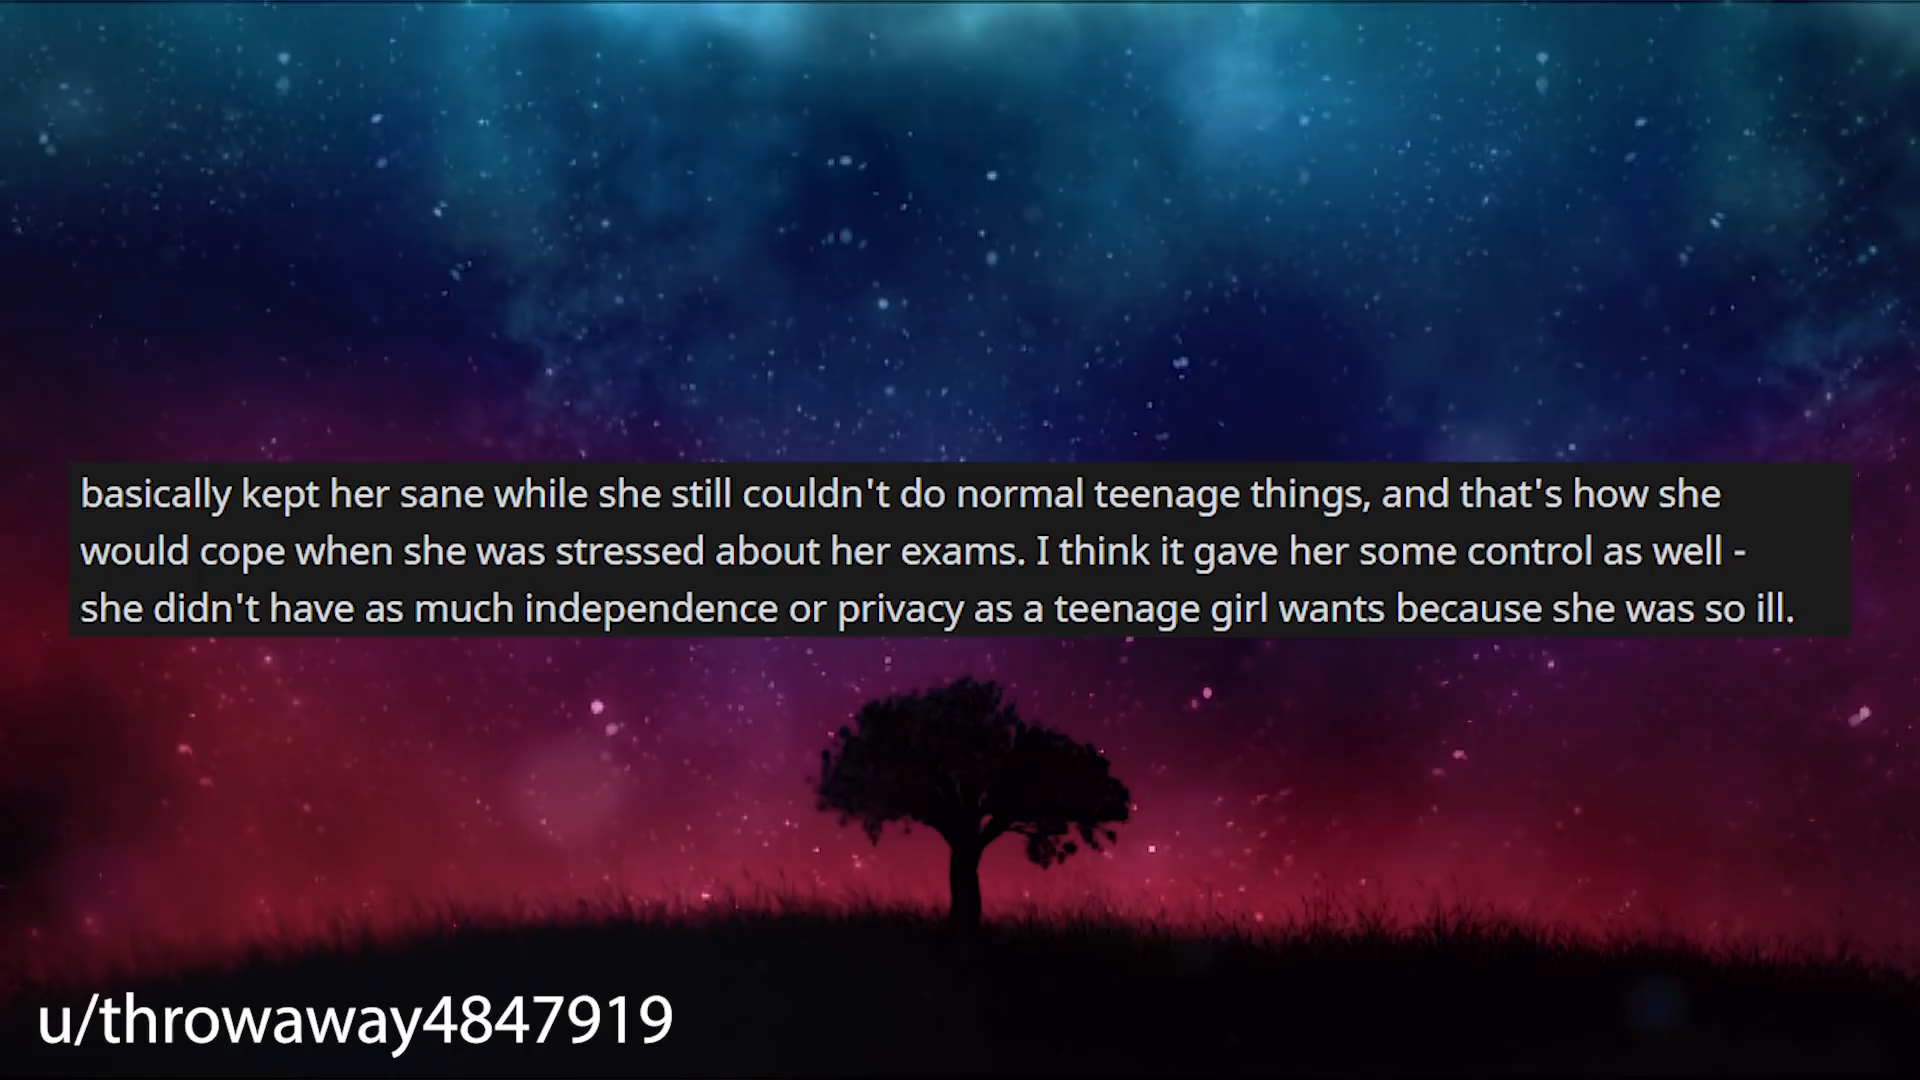 basically kept her sane while she still couldn't do normal teenage things, and that's how she
would cope when she was stressed about her exams. I think it gave her some control as well -
she didn't have as much independence or privacy as a teenage girl wants because she was so ill.
u/throwaway4847919